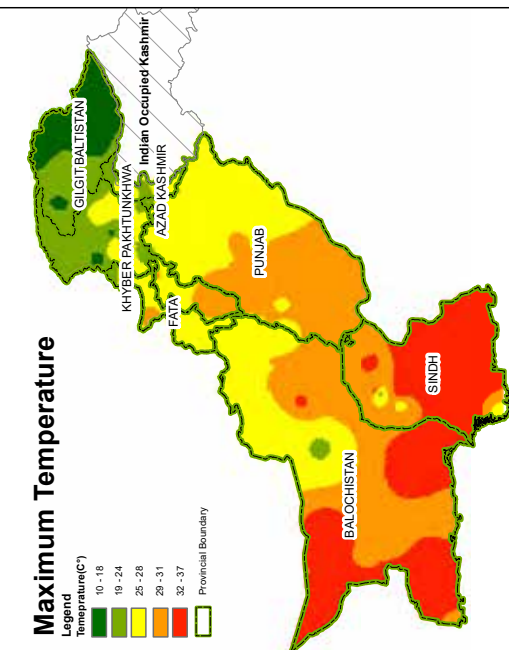 Maximum Temperature
Legend
Temeprature(C°)
10 - 18
19 - 24
25 - 28
29 - 31
32 - 37
Provincial Boundary
GILGIT BALTISTAN
Indian Occupied Kashmir
KHYBER PAKHTUNKHWA
AZAD KASHMIR
FATA
PUNJAB
BALOCHISTAN
SINDH